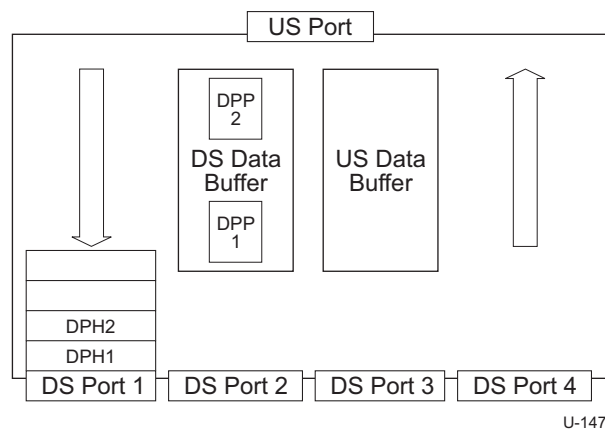 US Port
DPP
2
DS Data
Buffer
DPP
1
US Data
Buffer
DPH2
DPH1
DS Port 1
DS Port 2
DS Port 3
DS Port 4
U-147